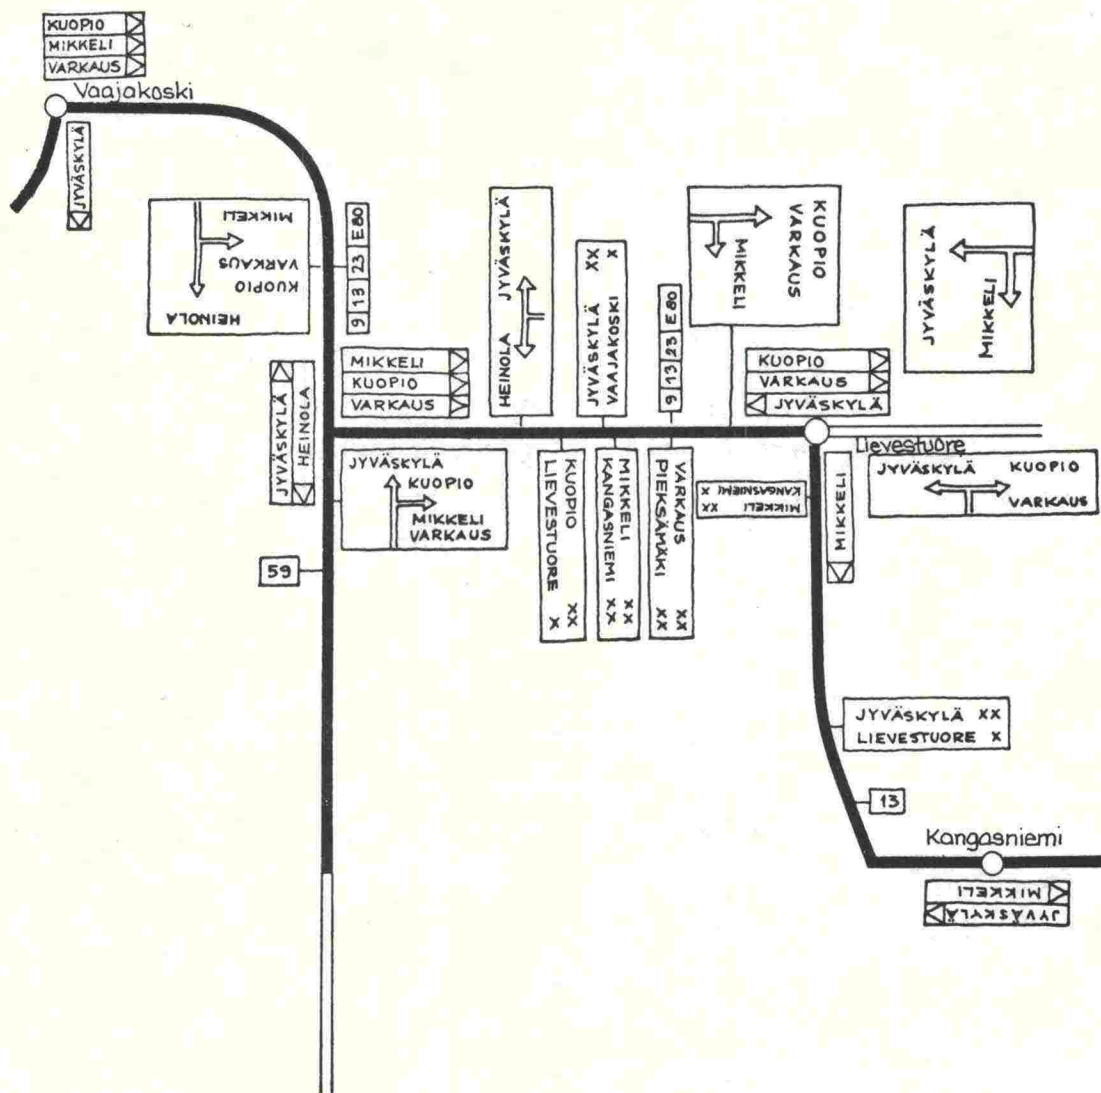 KUOPIO
MIKKELI
VARKAUS
Vaajakoski
JYVÄSKYLÄ
MIKKELI
VARKAUS
KUOPIO
HEINOLA
9 13 23 E80
JYVÄSKYLÄ
HEINOLA
MIKKELI
KUOPIO
VARKAUS
HEINOLA JYVÄSKYLÄ
JYVÄSKYLÄ XX
VAAJAKOSKI X
9 13 23 E80
KUOPIO
VARKAUS
MIKKELI
JYVÄSKYLÄ
MIKKELI
KUOPIO
VARKAUS
JYVÄSKYLÄ
Lievestuore
JYVÄSKYLÄ
KUOPIO
MIKKELI
VARKAUS
KUOPIO XX
LIEVESTUORE X
MIKKELI XX
KANGASNIEMI XX
VARKAUS XX
PIEKSÄMÄKI XX
MIKKELI XX
KANGASNIEMI X
MIKKELI
JYVÄSKYLÄ KUOPIO
VARKAUS
59
JYVÄSKYLÄ XX
LIEVESTUORE X
13
Kangasniemi
MIKKELI
JYVÄSKYLÄ